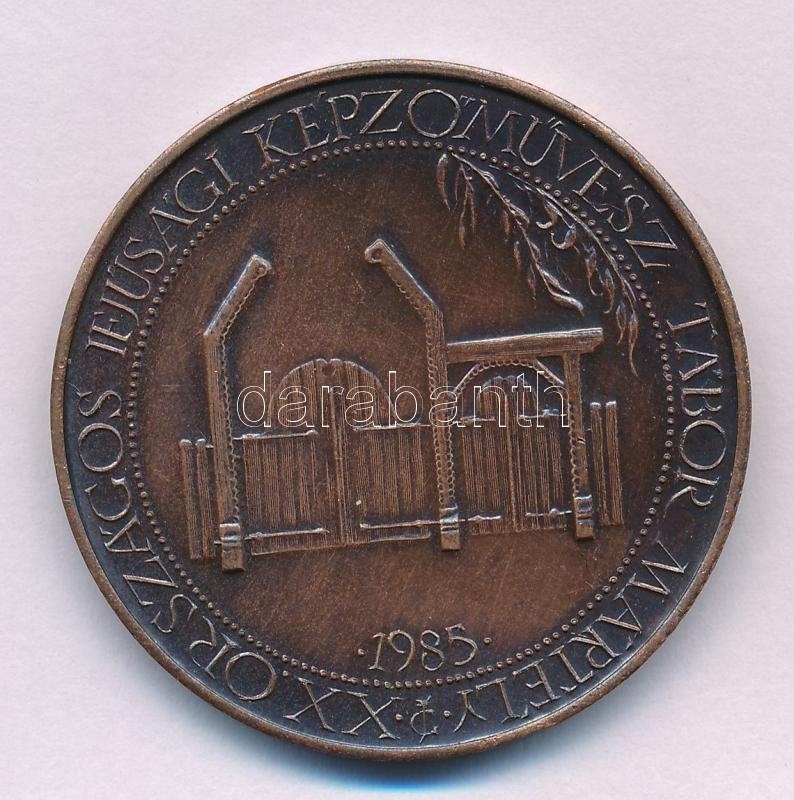 XX. ORSZÁGOS IFJÚSÁGI KÉPZŐMŰVÉSZ TÁBOR MÁRTÉLY
·1985·
darabanth